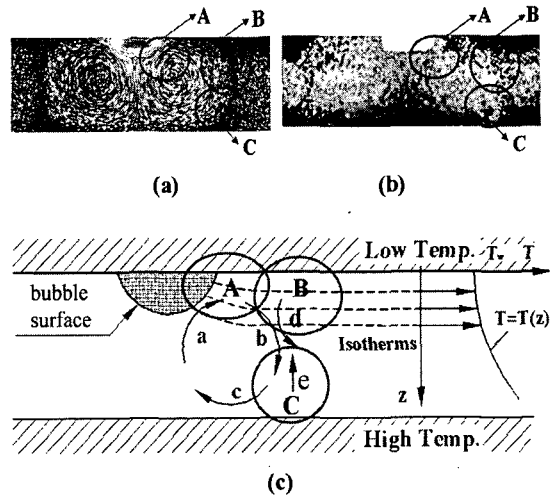 A B
C
(a)
A B
C
(b)
Low Temp. T
bubble surface
A B
a b d
Isotherms
T=T(z)
c e
C
z
High Temp.
(c)